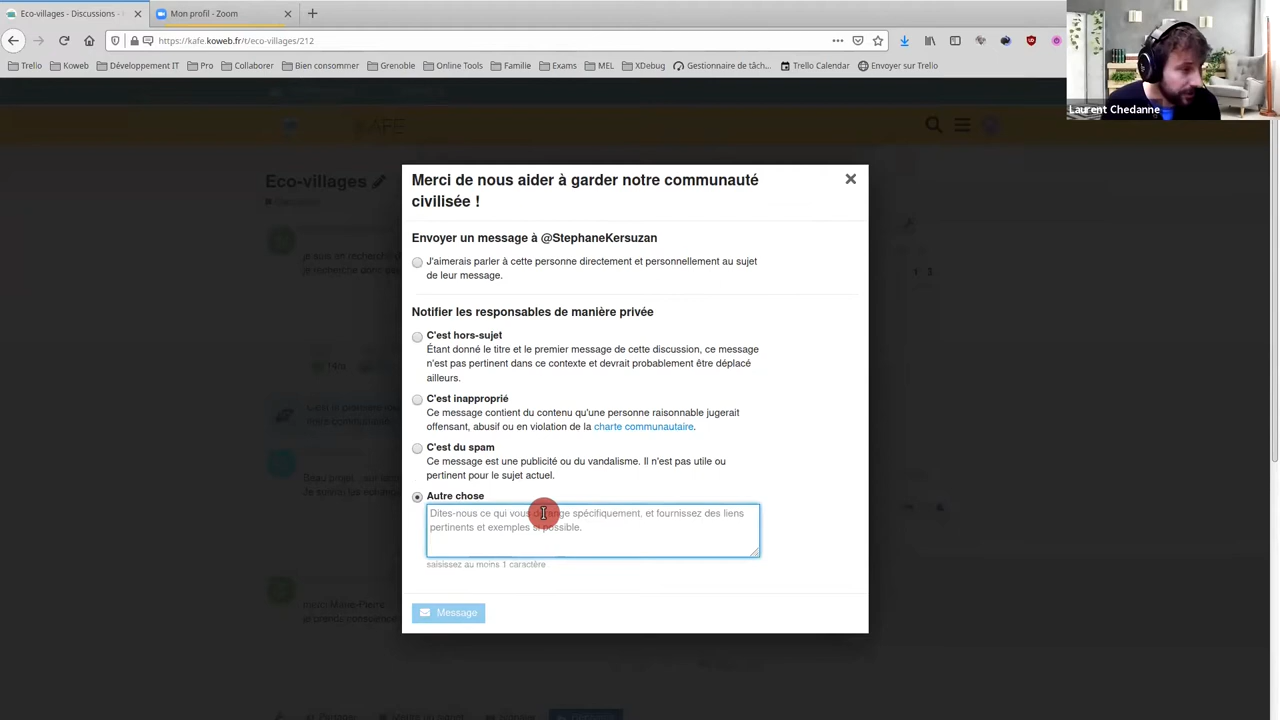 Eco-villages - Discussions -
Mon profil - Zoom
https://kafe.koweb.fr/t/eco-villages/212
Trello
Koweb
Développement IT
Pro
Collaborer
Bien consommer
Grenoble
Online Tools
Famille
Exams
MEL
XDebug
Gestionnaire de tâch...
Trello Calendar
Envoyer sur Trello
Laurent Chedanne
Eco-villages
Merci de nous aider à garder notre communauté
civilisée !
Envoyer un message à @StephaneKersuzan
J'aimerais parler à cette personne directement et personnellement au sujet
de leur message.
Notifier les responsables de manière privée
C'est hors-sujet
Étant donné le titre et le premier message de cette discussion, ce message
n'est pas pertinent dans ce contexte et devrait probablement être déplacé
ailleurs.
C'est inapproprié
Ce message contient du contenu qu'une personne raisonnable jugerait
offensant, abusif ou en violation de la charte communautaire.
C'est du spam
Ce message est une publicité ou du vandalisme. Il n'est pas utile ou
pertinent pour le sujet actuel.
Autre chose
Dites-nous ce qui vous dérange spécifiquement, et fournissez des liens
pertinents et exemples si possible.
saisissez au moins 1 caractère
Message